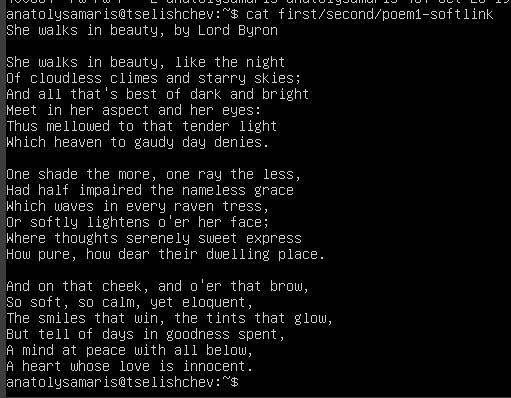 anatolysamaris@tselishchev:~$ cat first/second/poem1-softlink
She walks in beauty, by Lord Byron

She walks in beauty, like the night
Of cloudless climes and starry skies;
And all that's best of dark and bright
Meet in her aspect and her eyes:
Thus mellowed to that tender light
Which heaven to gaudy day denies.

One shade the more, one ray the less,
Had half impaired the nameless grace
Which waves in every raven tress,
Or softly lightens o'er her face;
Where thoughts serenely sweet express
How pure, how dear their dwelling place.

And on that cheek, and o'er that brow,
So soft, so calm, yet eloquent,
The smiles that win, the tints that glow,
But tell of days in goodness spent,
A mind at peace with all below,
A heart whose love is innocent.
anatolysamaris@tselishchev:~$